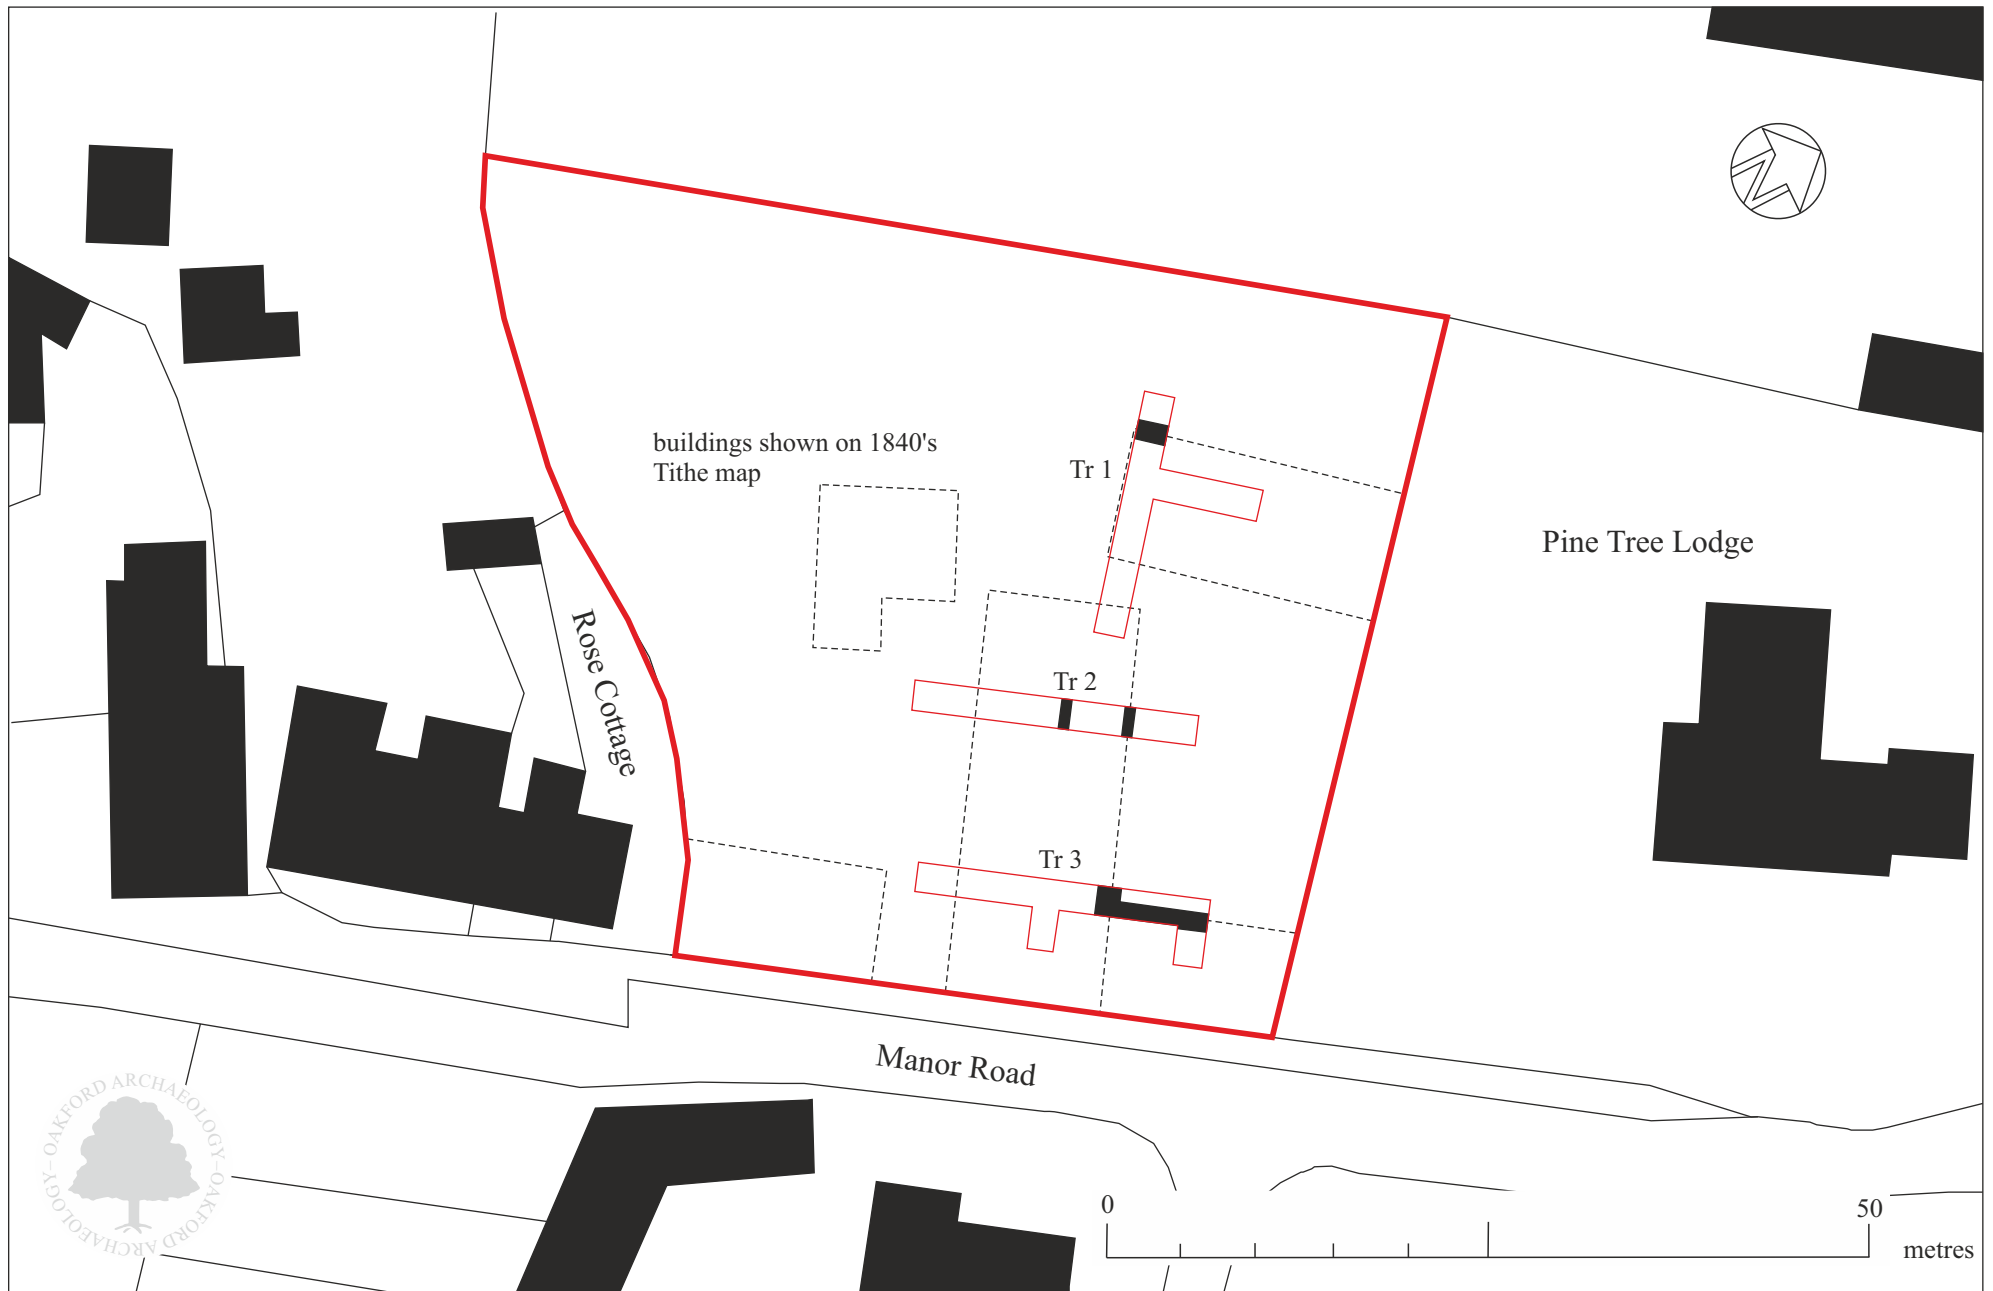 buildings shown on 1840's
Tithe map
Tr 1
Pine Tree Lodge
Rose Cottage
Tr 2
Tr 3
Manor Road
OAKFORD ARCHAEOLOGY – OAKFORD ARCHAEOLOGY –
0
50
metres
N